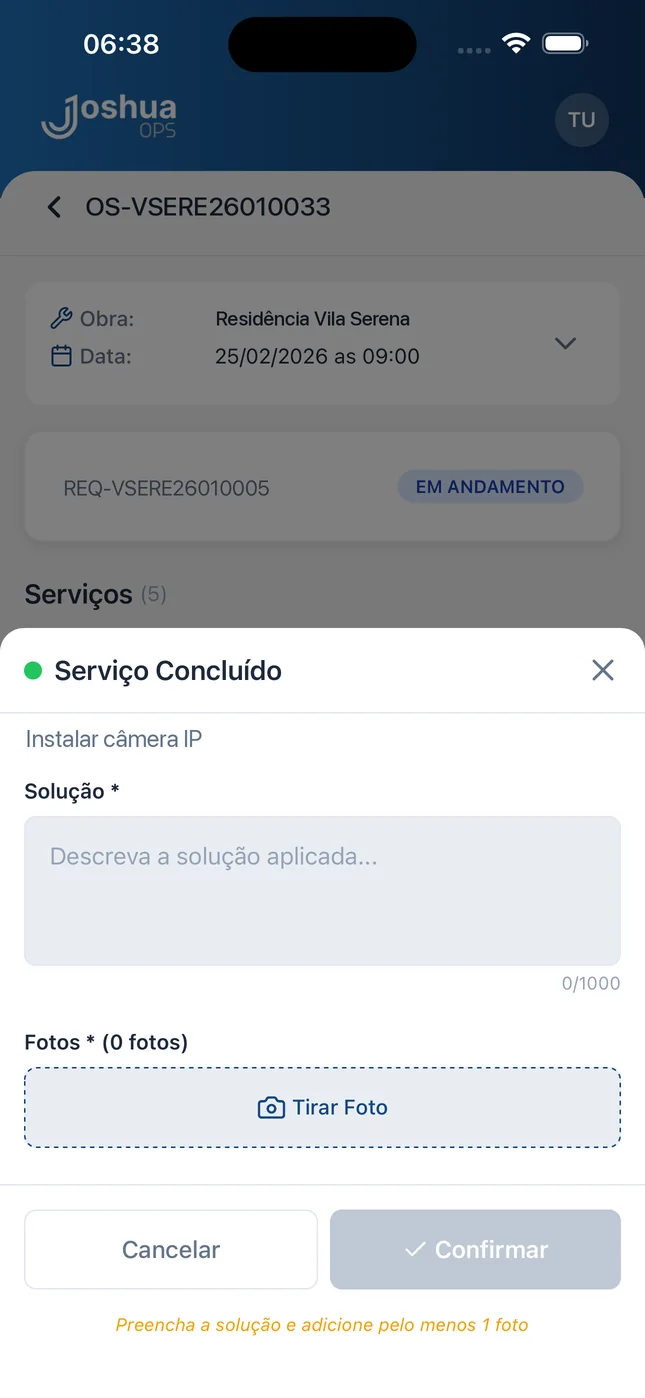 06:38
Joshua
OPS
TU
OS-VSERE26010033
Obra: Residência Vila Serena
Data: 25/02/2026 as 09:00
REQ-VSERE26010005 EM ANDAMENTO
Serviços (5)
Serviço Concluído
Instalar câmera IP
Solução *
Descreva a solução aplicada...
0/1000
Fotos * (0 fotos)
Tirar Foto
Cancelar Confirmar
Preencha a solução e adicione pelo menos 1 foto